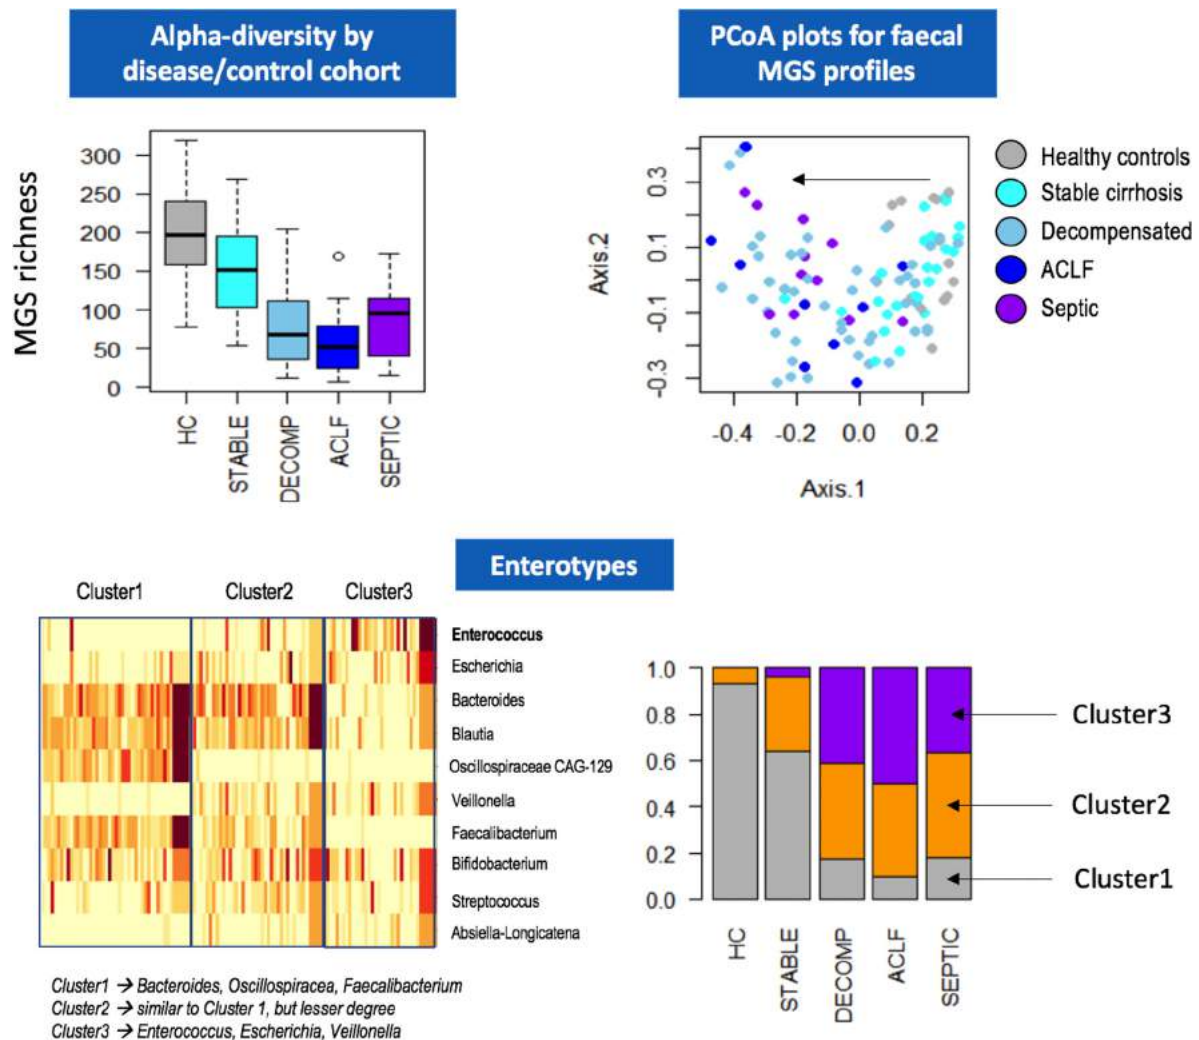 Alpha-diversity by
disease/control cohort
PCoA plots for faecal
MGS profiles
MGS richness
300
250
200
150
100
50
0
HC
STABLE
DECOMP
ACLF
SEPTIC
Axis.2
0.3
0.1
-0.1
-0.3
-0.4
-0.2
0.0
0.2
Axis.1
Healthy controls
Stable cirrhosis
Decompensated
ACLF
Septic
Enterotypes
Cluster1
Cluster2
Cluster3
Enterococcus
Escherichia
Bacteroides
Blautia
Oscillospiraceae CAG-129
Veillonella
Faecalibacterium
Bifidobacterium
Streptococcus
Absiella-Longicatena
Cluster1 → Bacteroides, Oscillospiracea, Faecalibacterium
Cluster2 → similar to Cluster 1, but lesser degree
Cluster3 → Enterococcus, Escherichia, Veillonella
1.0
0.8
0.6
0.4
0.2
0.0
HC
STABLE
DECOMP
ACLF
SEPTIC
Cluster3
Cluster2
Cluster1